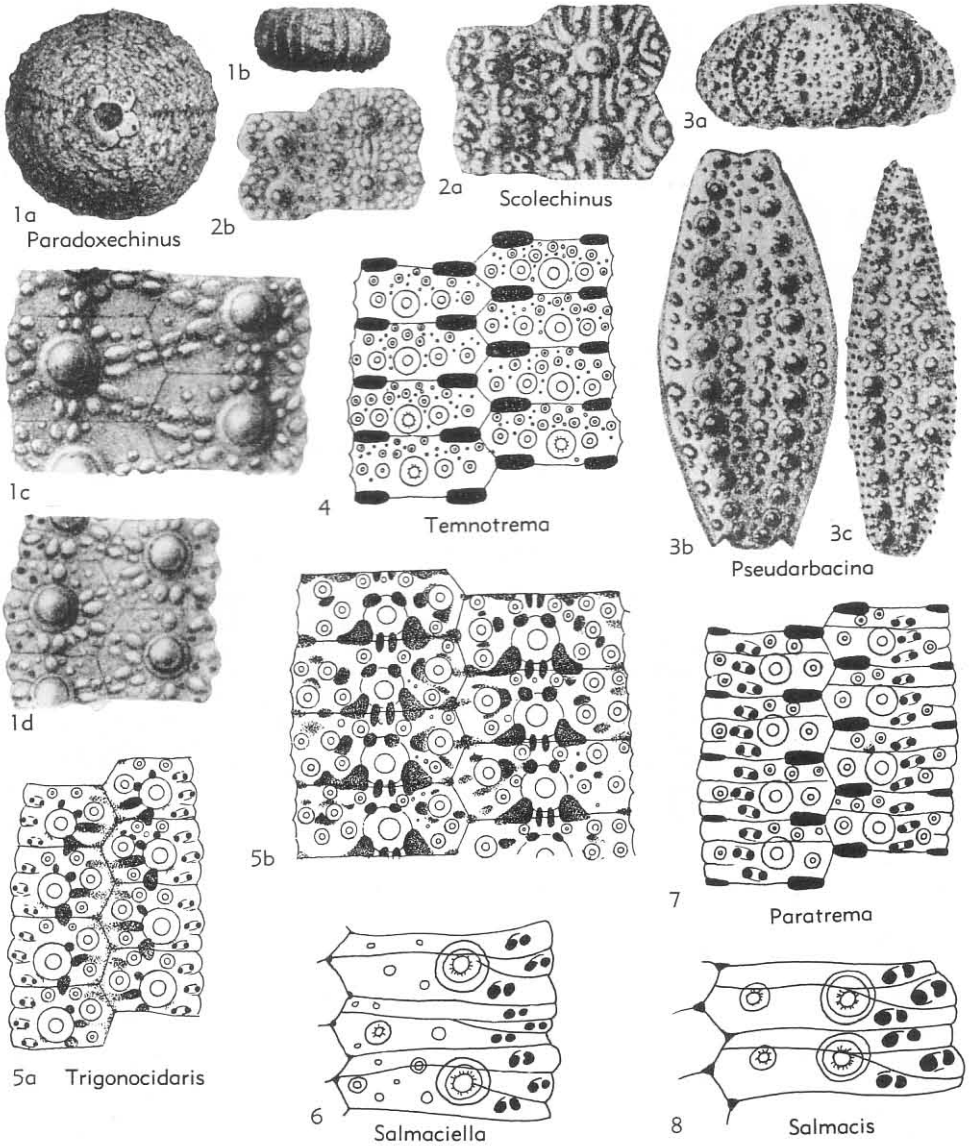 1a
Paradoxechinus
1b
2b
2a
Scolechinus
3a
1c
4
Temnotrema
3b
3c
Pseudarbacina
1d
5b
7
Paratrema
5a Trigonocidaris
6
Salmaciella
8
Salmacis